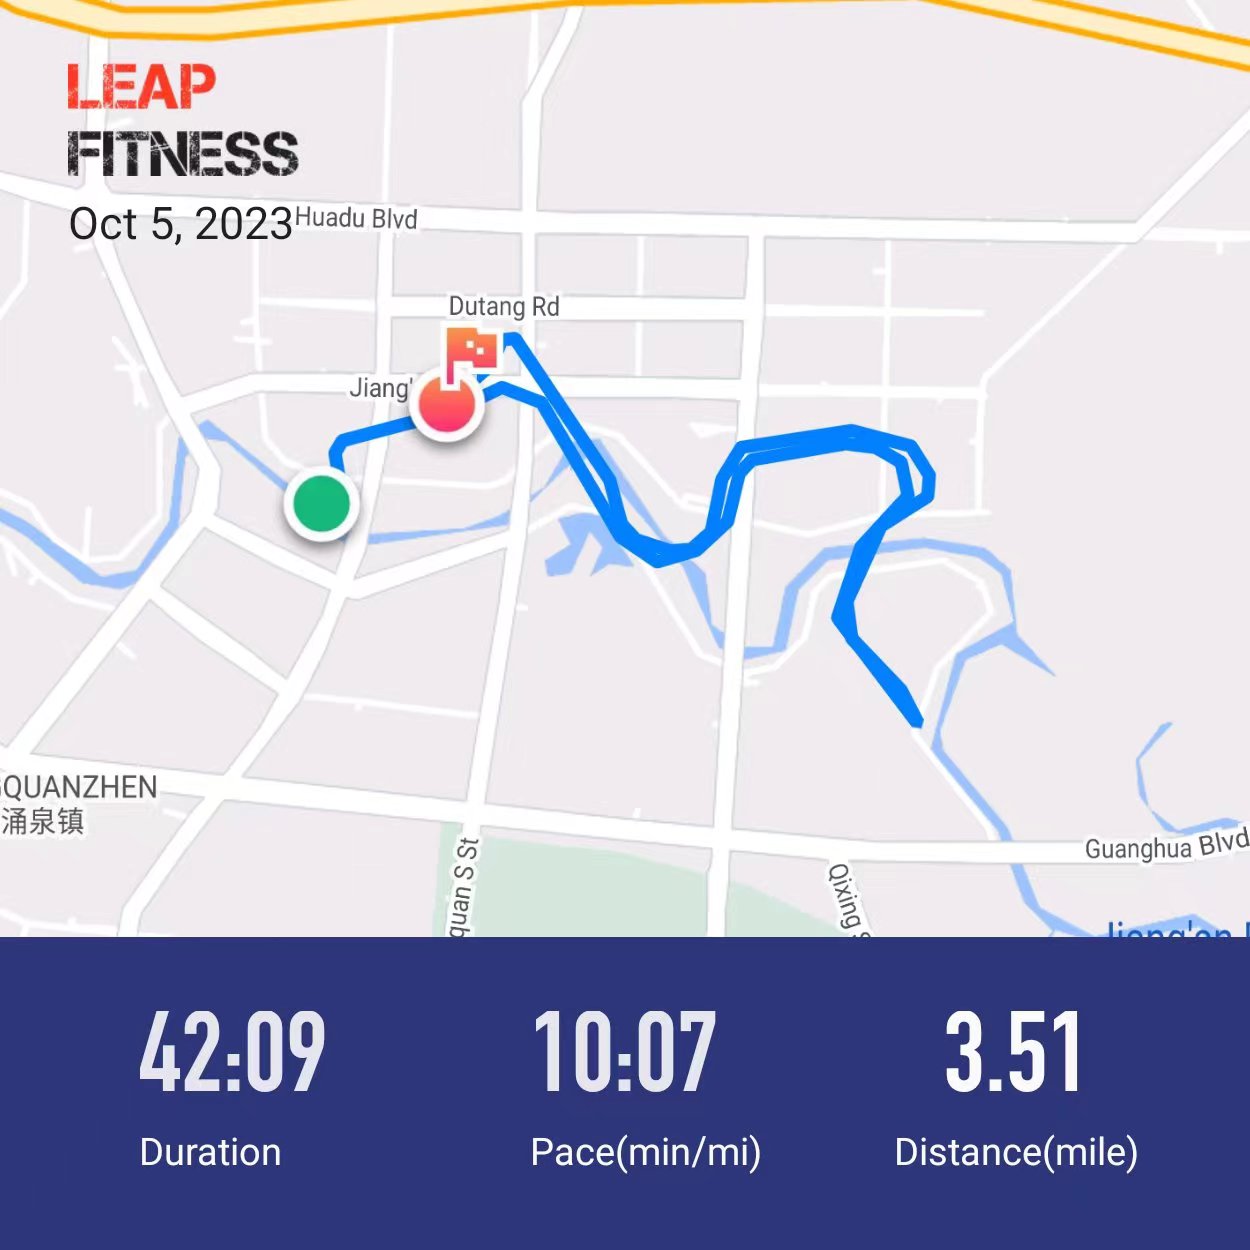 LEAP
FITNESS
Oct 5, 2023
Huadu Blvd
Dutang Rd
QUANZHEN
涌泉镇
Guanghua Blvd
quan S St
Qixing
Jiang'an
42:09
10:07
3.51
Duration
Pace(min/mi)
Distance(mile)